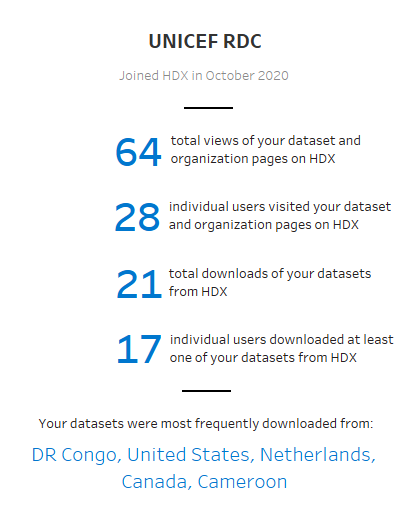 UNICEF RDC
Joined HDX in October 2020
64
total views of your dataset and
organization pages on HDX
28
individual users visited your dataset
and organization pages on HDX
21
total downloads of your datasets
from HDX
17
individual users downloaded at least
one of your datasets from HDX
Your datasets were most frequently downloaded from:
DR Congo, United States, Netherlands,
Canada, Cameroon